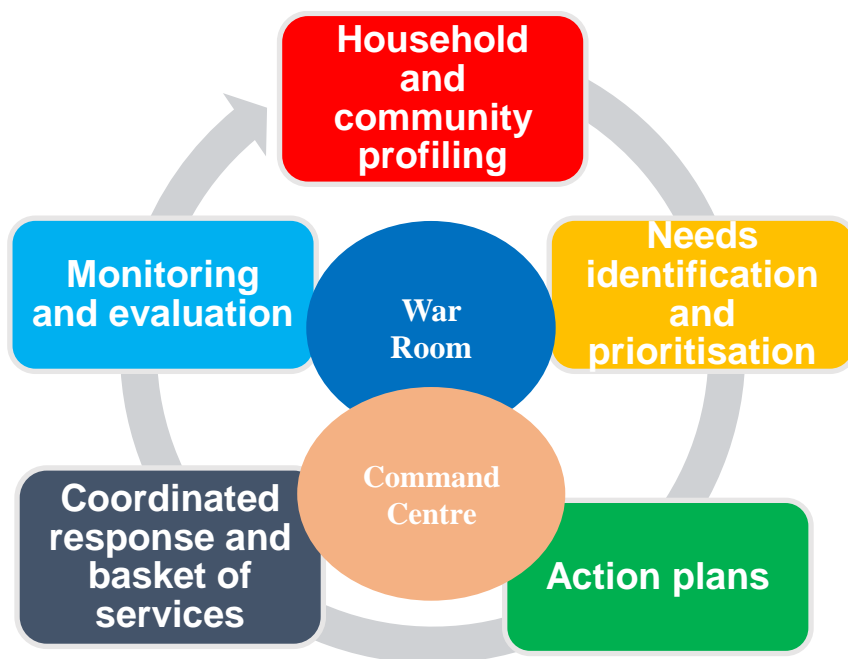 Household
and
community
profiling
Needs
identification
and
prioritisation
Action plans
Coordinated
response and
basket of
services
Monitoring
and evaluation
War
Room
Command
Centre